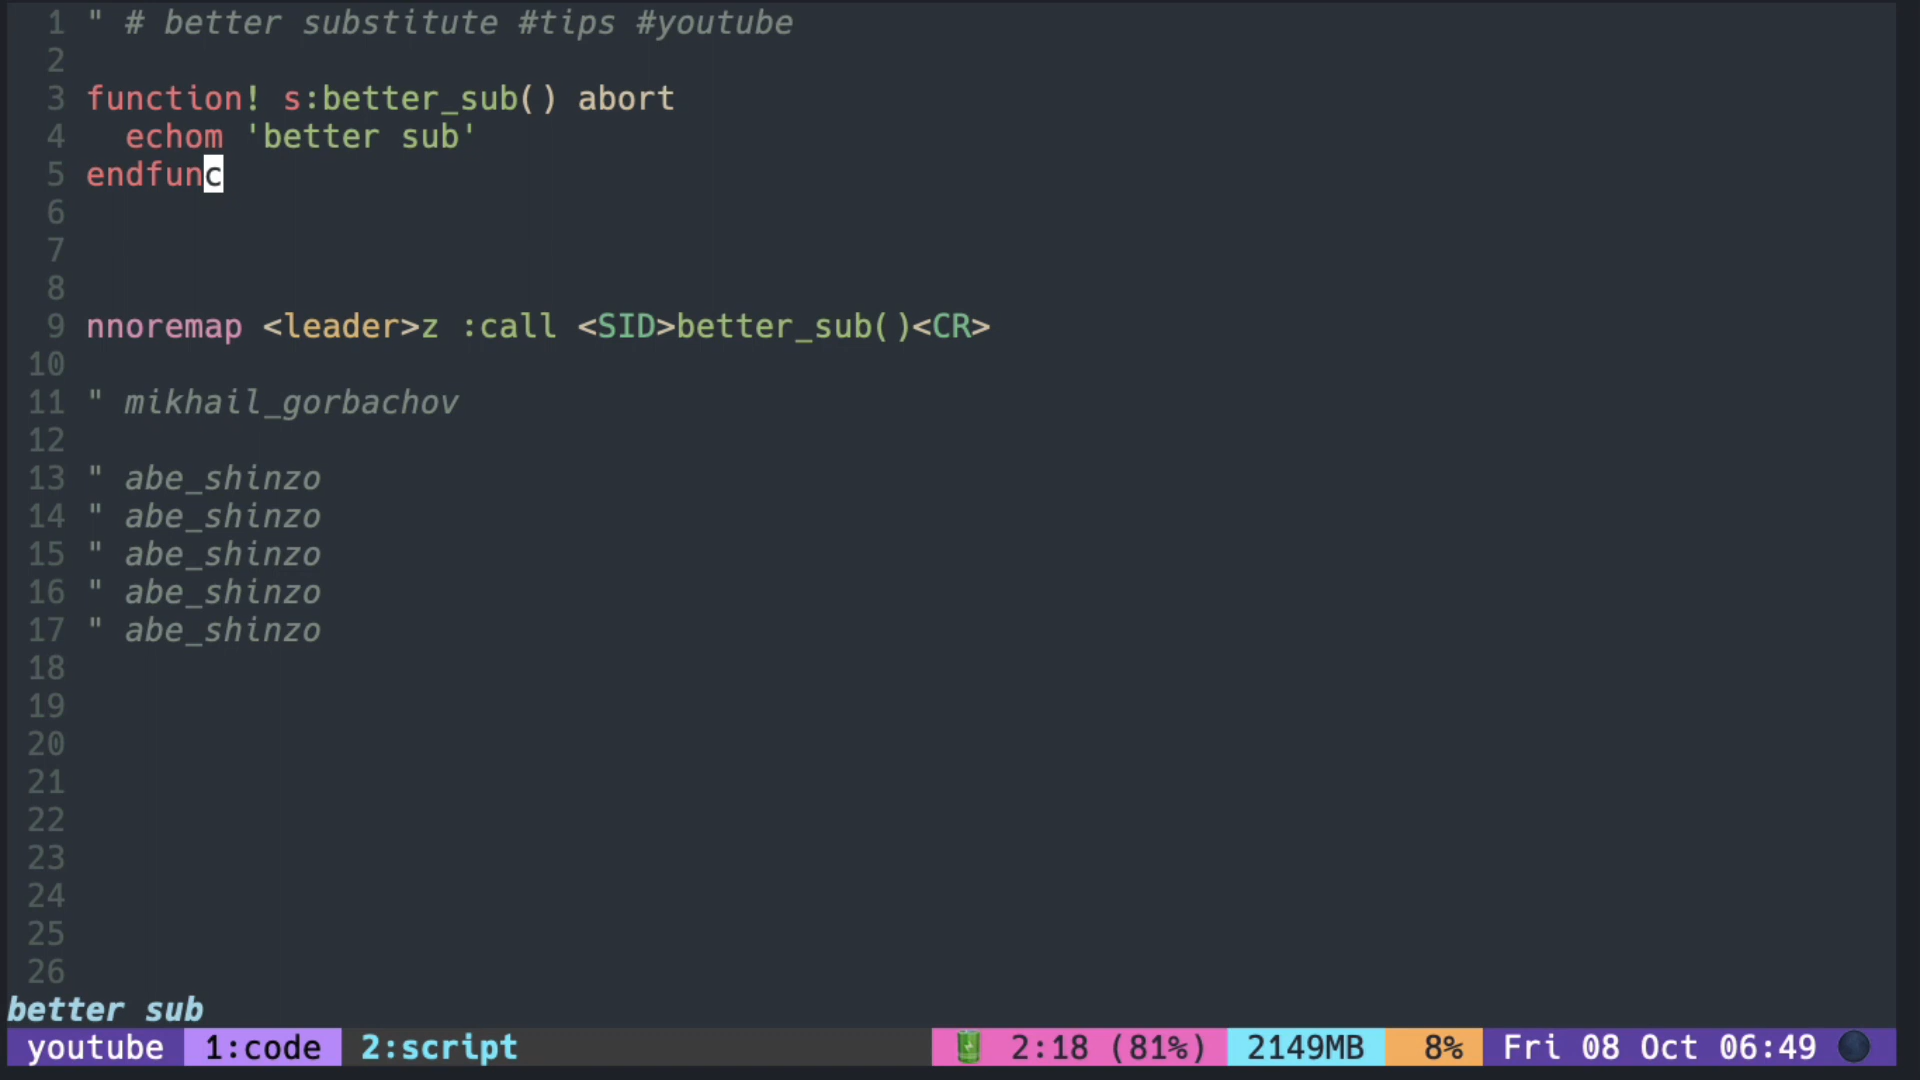 1 " # better substitute #tips #youtube
2
3 function! s:better_sub() abort
4   echom 'better sub'
5 endfunc
6
7
8
9 nnoremap <leader>z :call <SID>better_sub()<CR>
10
11 " mikhail_gorbachov
12
13 " abe_shinzo
14 " abe_shinzo
15 " abe_shinzo
16 " abe_shinzo
17 " abe_shinzo
18
19
20
21
22
23
24
25
26
better sub
youtube 1:code 2:script 2:18 (81%) 2149MB 8% Fri 08 Oct 06:49